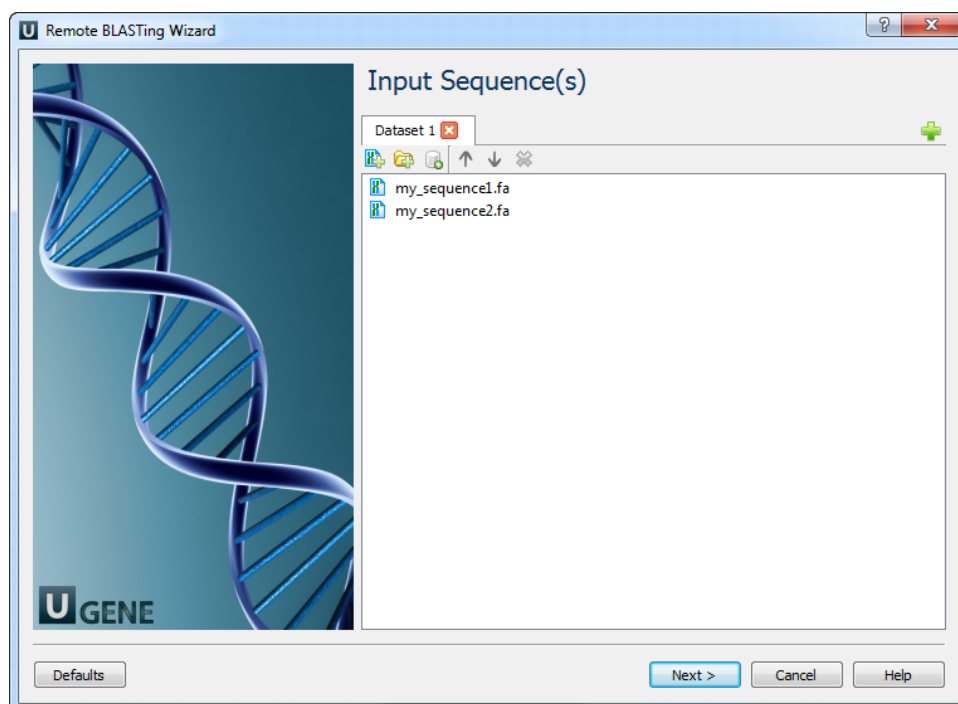 U Remote BLASTing Wizard
?
Input Sequence(s)
Dataset 1
my_sequence1.fa
my_sequence2.fa
UGENE
Defaults
Next >
Cancel
Help